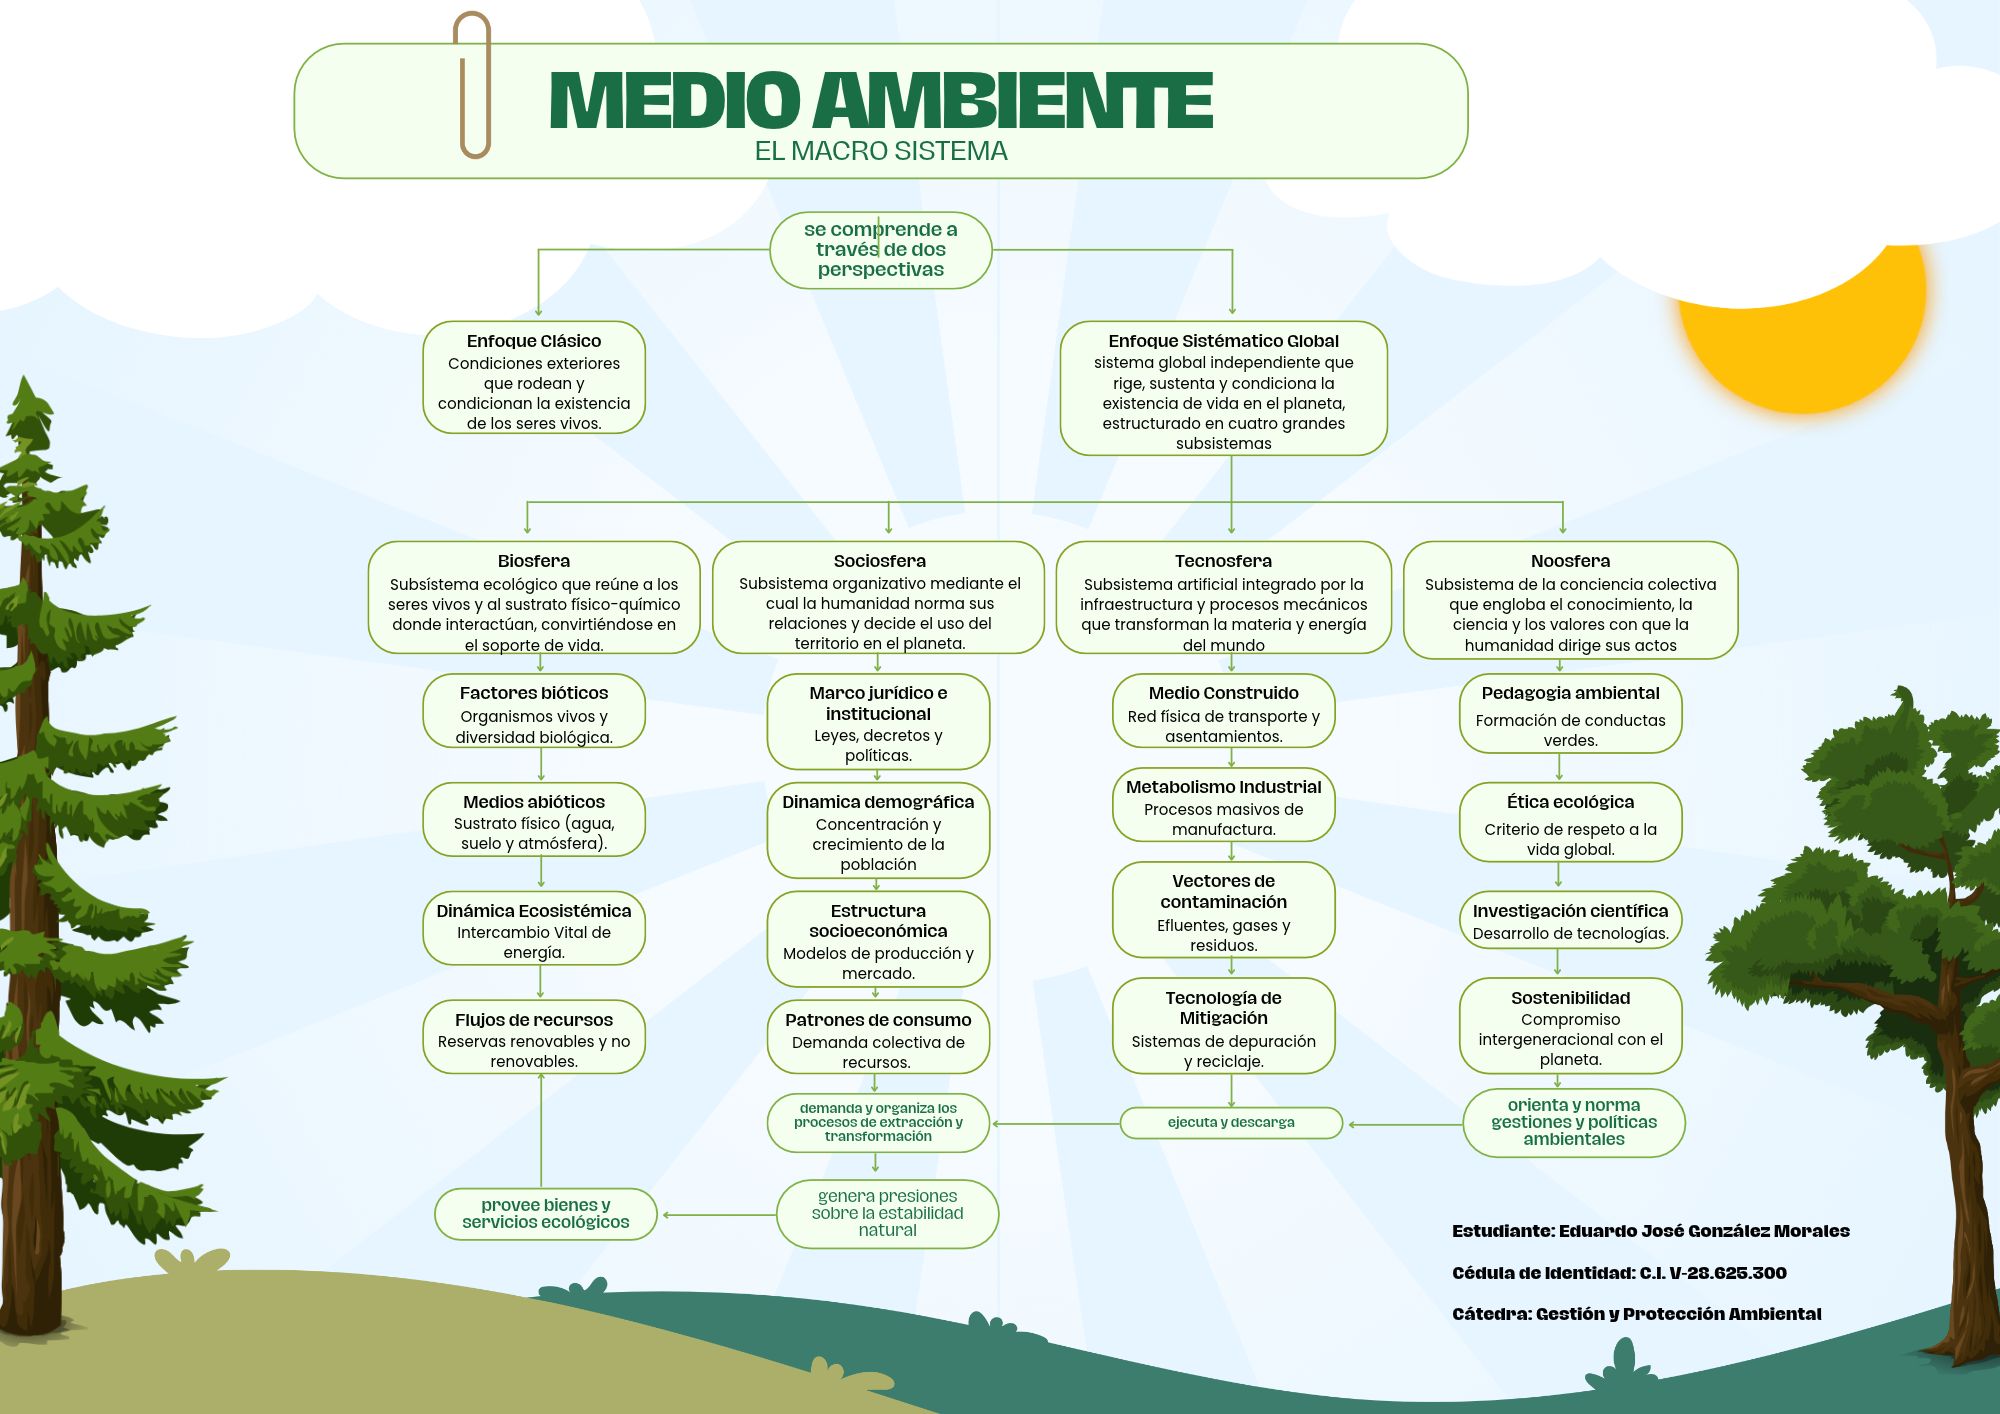 MEDIO AMBIENTE
EL MACRO SISTEMA
se comprende a
través de dos
perspectivas
Enfoque Clásico
Condiciones exteriores
que rodean y
condicionan la existencia
de los seres vivos.
Enfoque Sistématico Global
sistema global independiente que
rige, sustenta y condiciona la
existencia de vida en el planeta,
estructurado en cuatro grandes
subsistemas
Biosfera
Subsístema ecológico que reúne a los
seres vivos y al sustrato físico-químico
donde interactúan, convirtiéndose en
el soporte de vida.
Sociosfera
Subsistema organizativo mediante el
cual la humanidad norma sus
relaciones y decide el uso del
territorio en el planeta.
Tecnosfera
Subsistema artificial integrado por la
infraestructura y procesos mecánicos
que transforman la materia y energía
del mundo
Noosfera
Subsistema de la conciencia colectiva
que engloba el conocimiento, la
ciencia y los valores con que la
humanidad dirige sus actos
Factores bióticos
Organismos vivos y
diversidad biológica.
Medios abióticos
Sustrato físico (agua,
suelo y atmósfera).
Dinámica Ecosistémica
Intercambio Vital de
energía.
Flujos de recursos
Reservas renovables y no
renovables.
Marco jurídico e
institucional
Leyes, decretos y
políticas.
Dinamica demográfica
Concentración y
crecimiento de la
población
Estructura
socioeconómica
Modelos de producción y
mercado.
Patrones de consumo
Demanda colectiva de
recursos.
Medio Construido
Red física de transporte y
asentamientos.
Metabolismo Industrial
Procesos masivos de
manufactura.
Vectores de
contaminación
Efluentes, gases y
residuos.
Tecnología de
Mitigación
Sistemas de depuración
y reciclaje.
Pedagogia ambiental
Formación de conductas
verdes.
Ética ecológica
Criterio de respeto a la
vida global.
Investigación científica
Desarrollo de tecnologías.
Sostenibilidad
Compromiso
intergeneracional con el
planeta.
orienta y norma
gestiones y políticas
ambientales
ejecuta y descarga
demanda y organiza los
procesos de extracción y
transformación
genera presiones
sobre la estabilidad
natural
provee bienes y
servicios ecológicos
Estudiante: Eduardo José González Morales
Cédula de Identidad: C.I. V-28.625.300
Cátedra: Gestión y Protección Ambiental